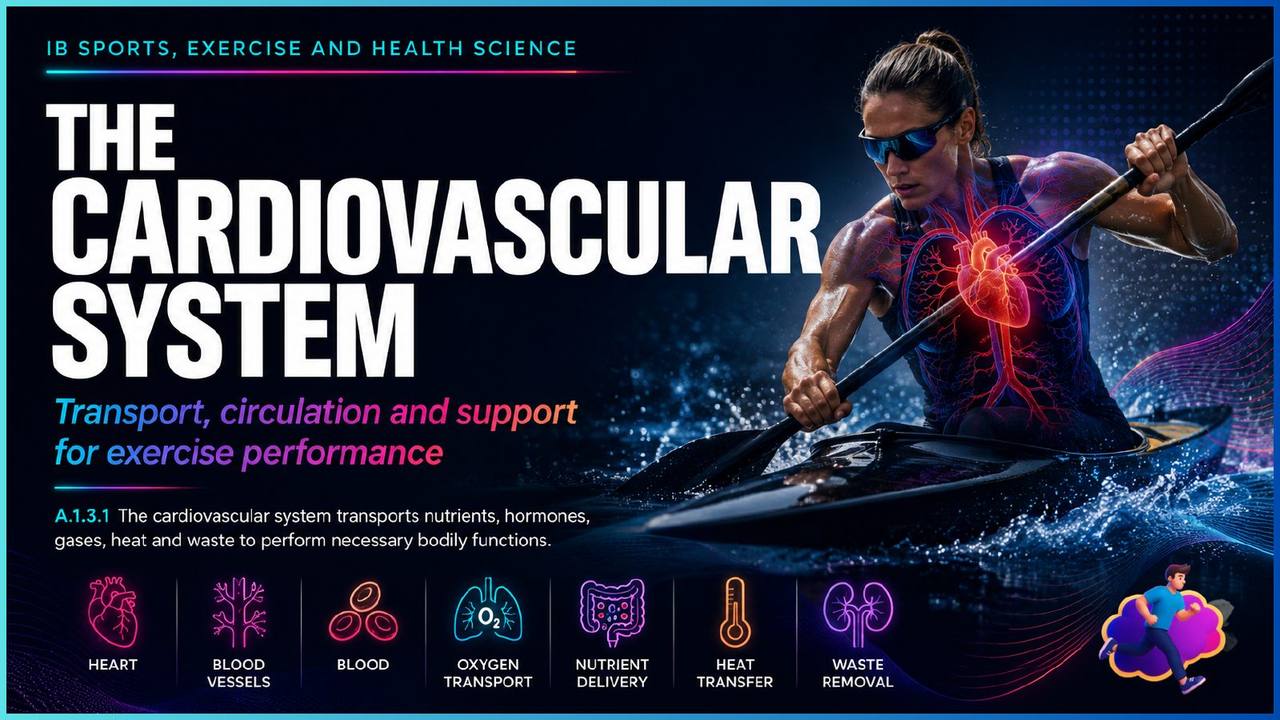 IB SPORTS, EXERCISE AND HEALTH SCIENCE
THE
CARDIOVASCULAR
SYSTEM
Transport, circulation and support
for exercise performance
A.1.3.1 The cardiovascular system transports nutrients, hormones,
gases, heat and waste to perform necessary bodily functions.
O₂
HEART
BLOOD
VESSELS
BLOOD
OXYGEN
TRANSPORT
NUTRIENT
DELIVERY
HEAT
TRANSFER
WASTE
REMOVAL